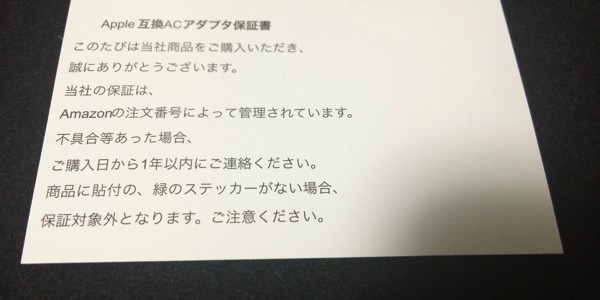 Apple 互換ACアダプタ保証書
このたびは当社商品をご購入いただき、
誠にありがとうございます。
当社の保証は、
Amazonの注文番号によって管理されています。
不具合等あった場合、
ご購入日から1年以内にご連絡ください。
商品に貼付の、緑のステッカーがない場合、
保証対象外となります。ご注意ください。